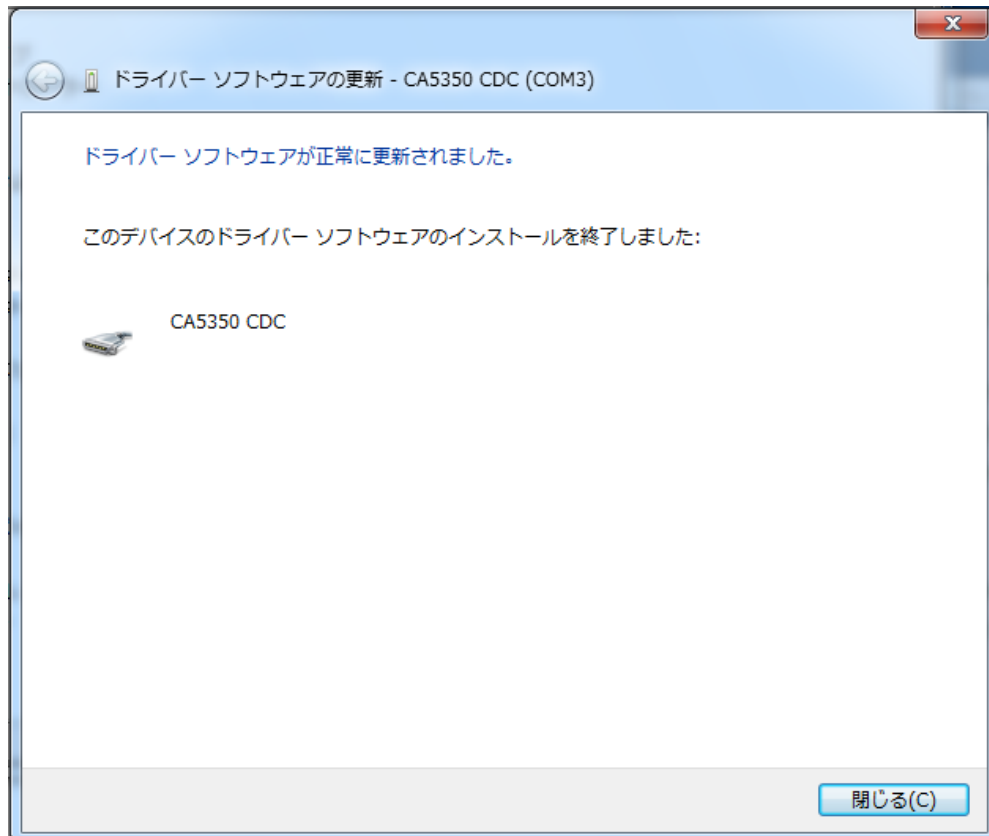 ドライバー ソフトウェアの更新 - CA5350 CDC (COM3)
ドライバー ソフトウェアが正常に更新されました。
このデバイスのドライバー ソフトウェアのインストールを終了しました:
CA5350 CDC
閉じる(C)